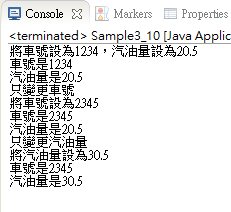 Console Markers Properties
<terminated> Sample3_10 [Java Applic
將車號設為1234，汽油量設為20.5
車號是1234
汽油量是20.5
只變更車號
將車號設為2345
車號是2345
汽油量是20.5
只變更汽油量
將汽油量設為30.5
車號是2345
汽油量是30.5